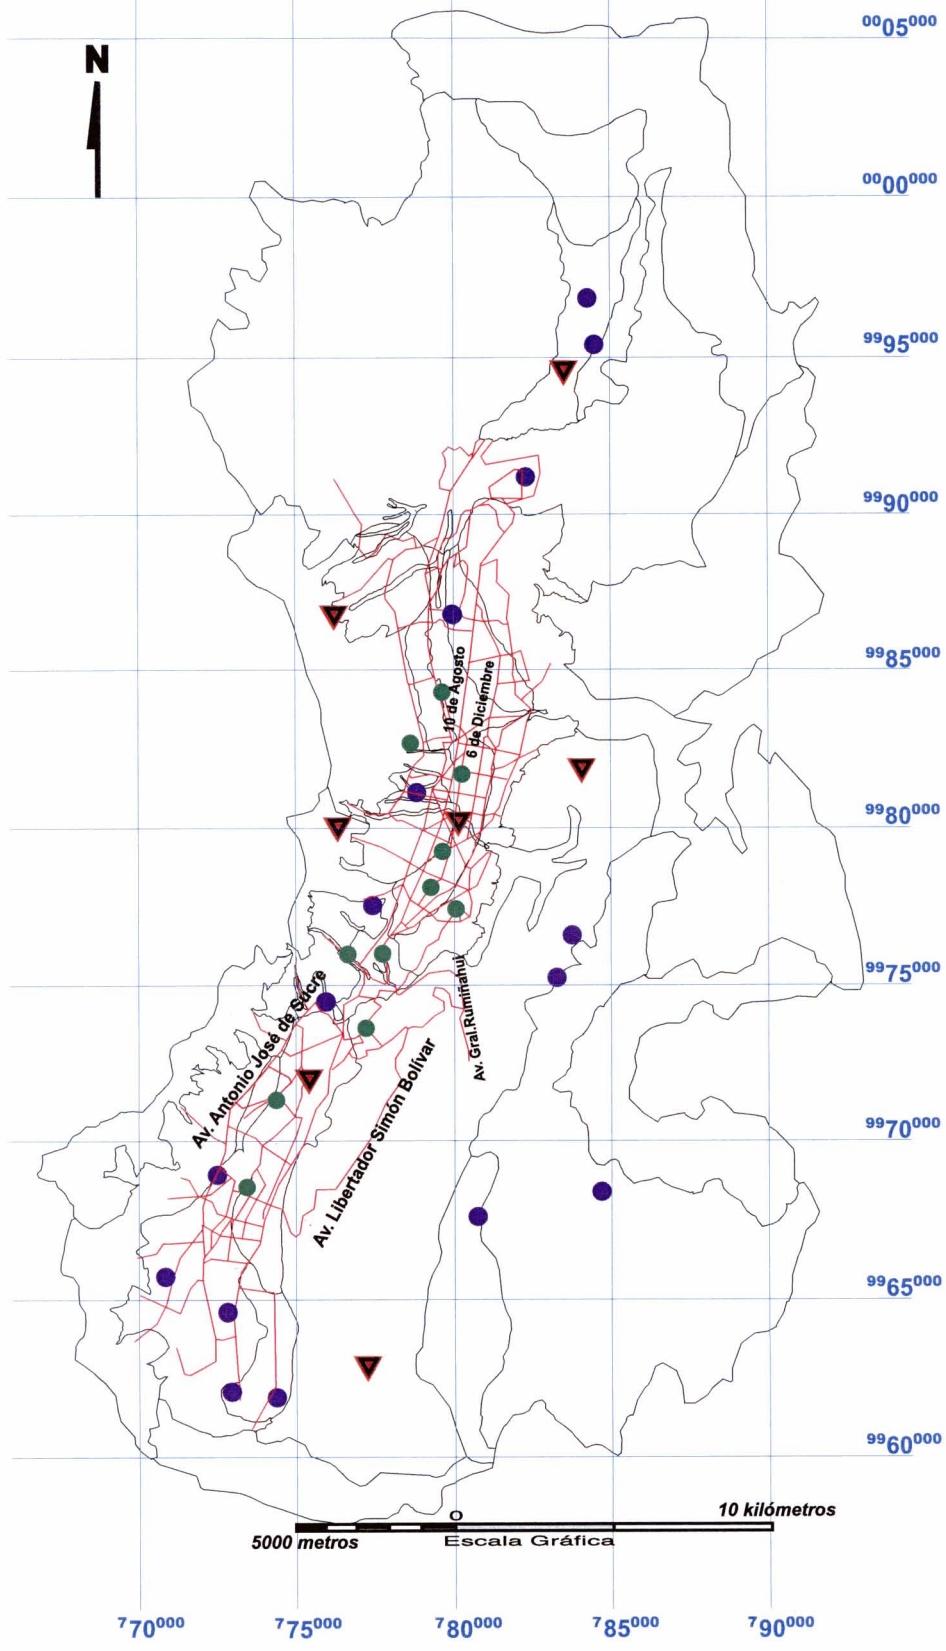 0005000
N
0000000
9995000
9990000
9985000
10 de Agosto
6 de Diciembre
9980000
9975000
Av. Antonio José de Sucre
Av. Gral.Rumiñahui
Av. Libertador Simón Bolívar
9970000
9965000
9960000
0
10 kilómetros
5000 metros
Escala Gráfica
770000
775000
780000
785000
790000